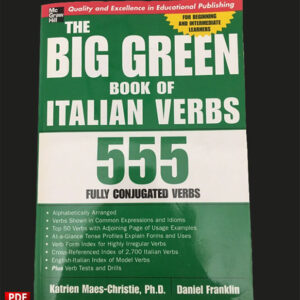 Mc
Graw
Hill
Quality and Excellence in Educational Publishing
FOR BEGINNING
AND INTERMEDIATE
LEARNERS
THE
BIG GREEN
BOOK OF
ITALIAN VERBS
555
FULLY CONJUGATED VERBS
• Alphabetically Arranged
• Verbs Shown in Common Expressions and Idioms
• Top 50 Verbs with Adjoining Page of Usage Examples
• At-a-Glance Tense Profiles Explain Forms and Uses
• Verb Form Index for Highly Irregular Verbs
• Cross-Referenced Index of 2,700 Italian Verbs
• English-Italian Index of Model Verbs
• Plus Verb Tests and Drills
Katrien Maes-Christie, Ph.D. Daniel Franklin
PDF